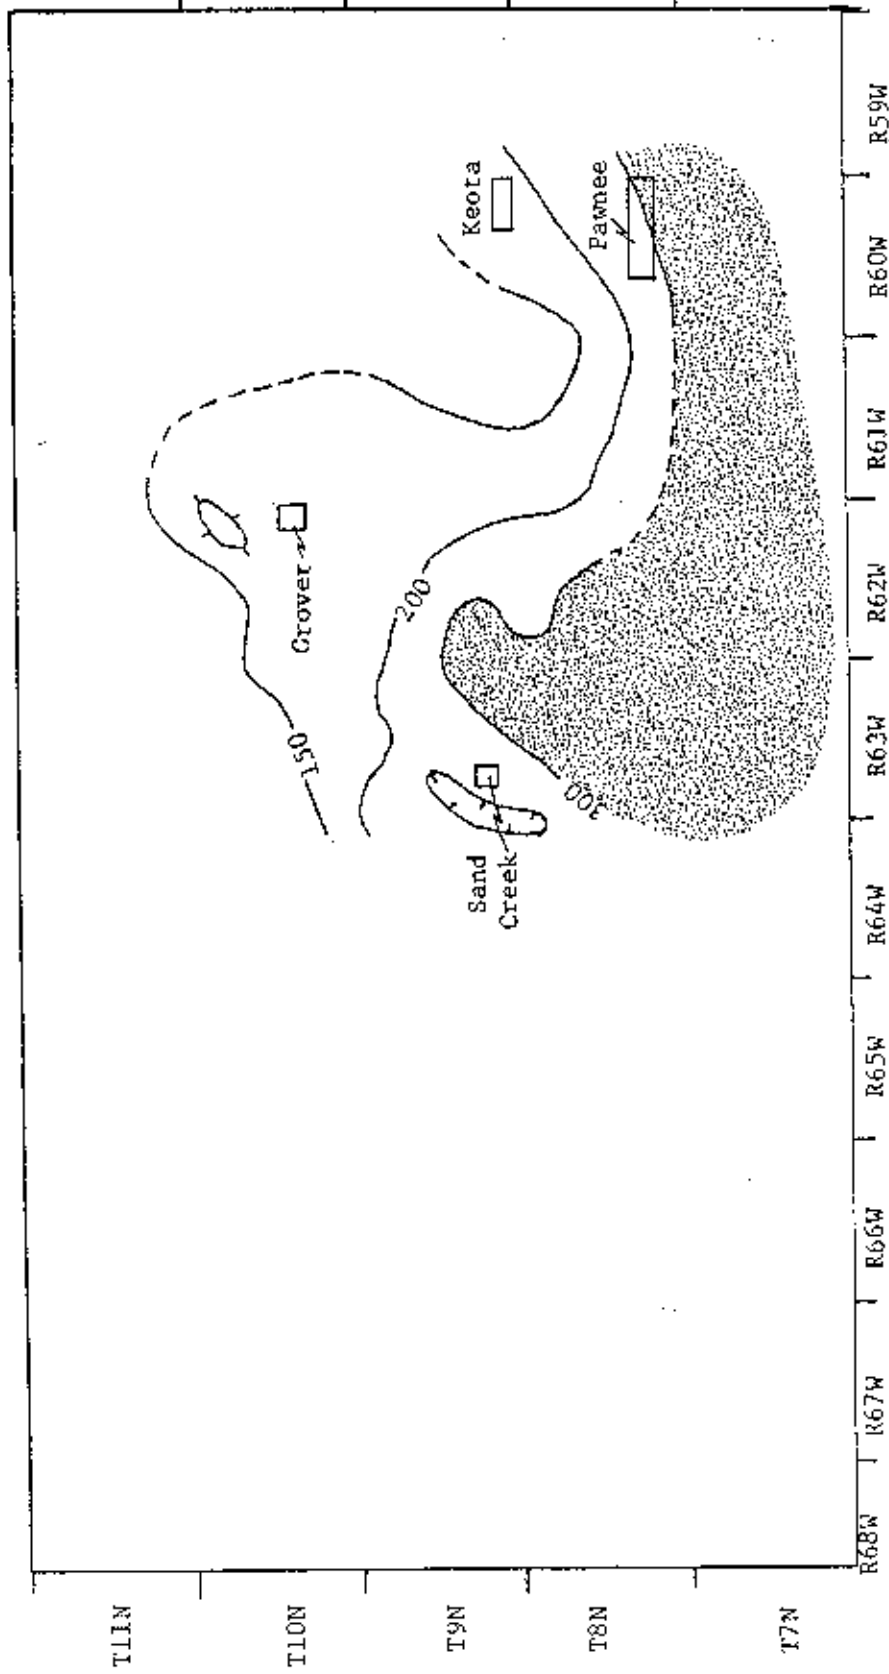 T11N
T10N
T9N
T8N
T7N
150
200
300
Grover
Sand
Creek
Keota
Pawnee
R68W
R67W
R66W
R65W
R64W
R63W
R62W
R61W
R60W
R59W